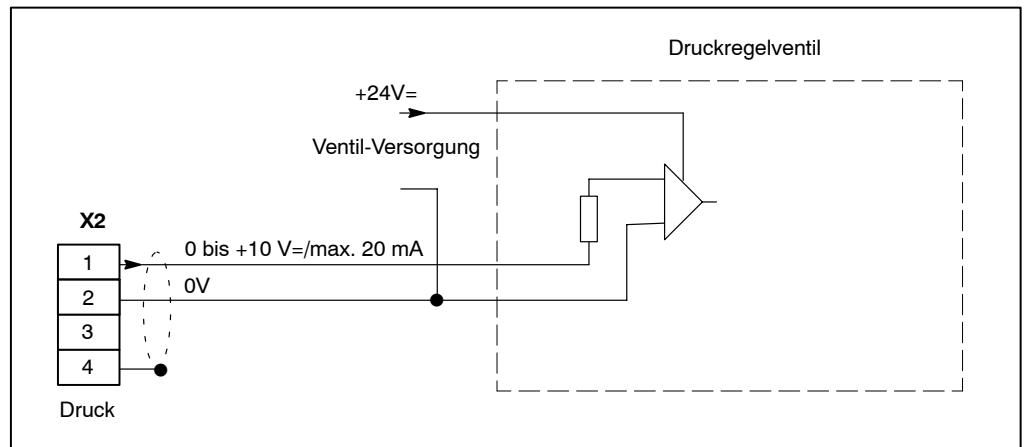 Druckregelventil
+24V=
Ventil-Versorgung
X2
1
0 bis +10 V=/max. 20 mA
2
0V
3
4
Druck